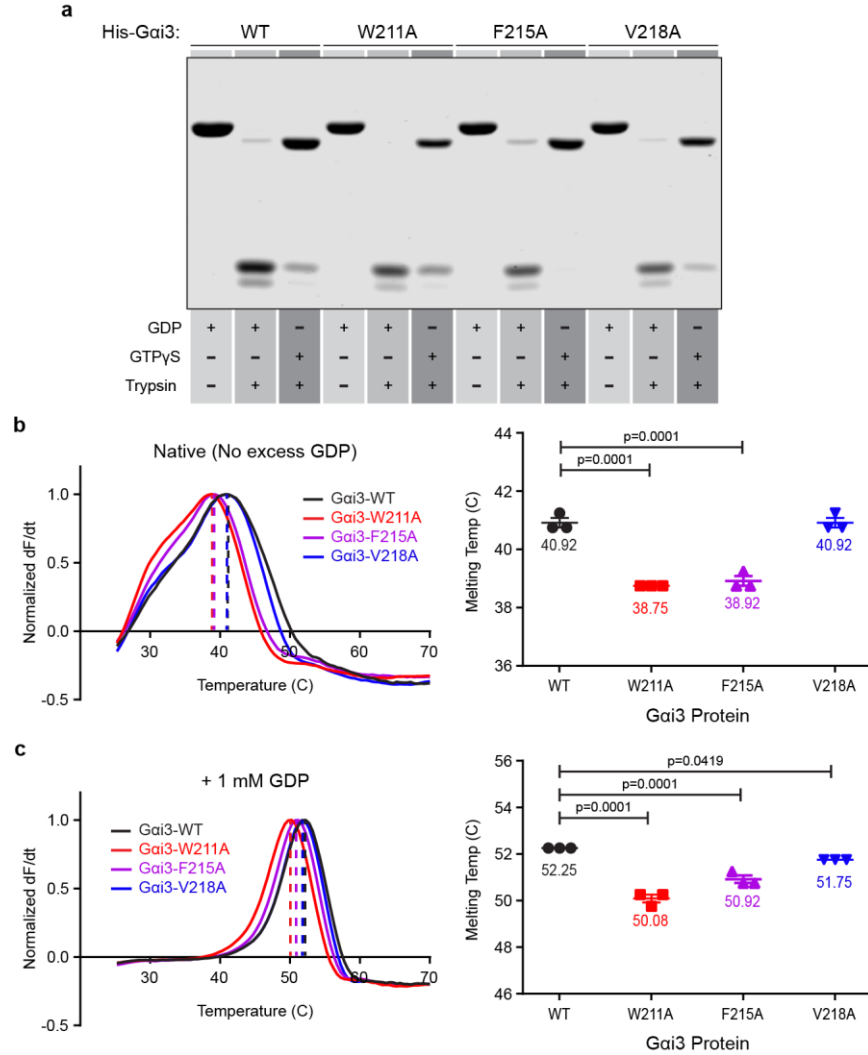 a
His-Gαi3: WT W211A F215A V218A
GDP + + − + + − + + − + + −
GTPγS − − + − − + − − + − − +
Trypsin − + + − + + − + + − + +
b
Native (No excess GDP)
Normalized dF/dt
1.0
0.5
0.0
-0.5
30 40 50 60 70
Temperature (C)
Gαi3-WT
Gαi3-W211A
Gαi3-F215A
Gαi3-V218A
Melting Temp (C)
44
42
40
38
36
p=0.0001
p=0.0001
40.92
38.75
38.92
40.92
WT W211A F215A V218A
Gαi3 Protein
c
+ 1 mM GDP
Normalized dF/dt
1.0
0.5
0.0
-0.5
30 40 50 60 70
Temperature (C)
Gαi3-WT
Gαi3-W211A
Gαi3-F215A
Gαi3-V218A
Melting Temp (C)
56
54
52
50
48
46
p=0.0419
p=0.0001
p=0.0001
52.25
50.08
50.92
51.75
WT W211A F215A V218A
Gαi3 Protein